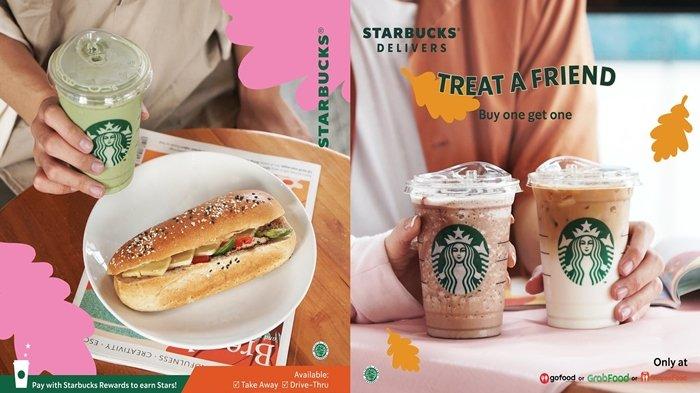 STARBUCKS®
Pay with Starbucks Rewards to earn Stars!
Available:
☑ Take Away ☑ Drive-Thru
STARBUCKS®
DELIVERS
TREAT A FRIEND
Buy one get one
Only at
gofood or GrabFood or
CREATIVITY